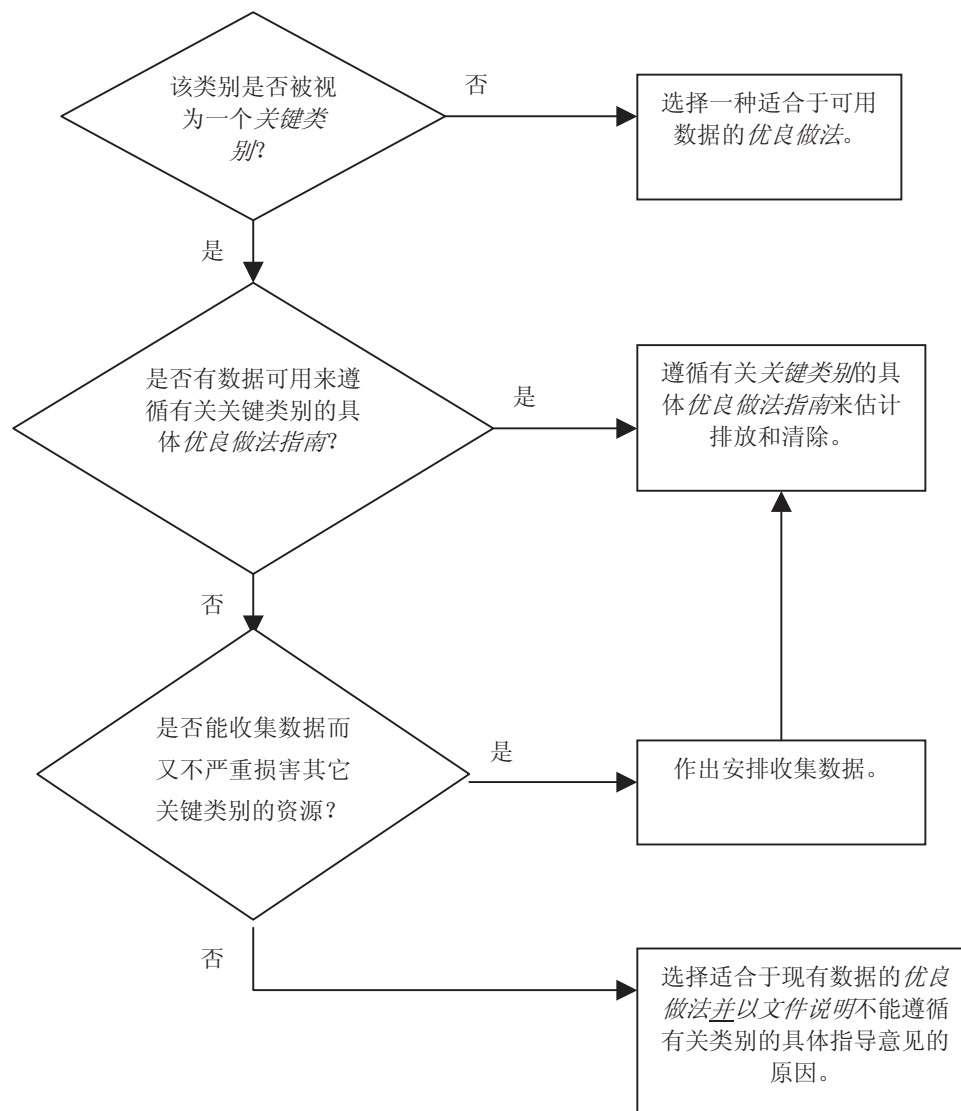 该类别是否被视
为一个关键类
别?
否
选择一种适合于可用
数据的优良做法。
是
是否有数据可用来遵
循有关关键类别的具
体优良做法指南?
是
遵循有关关键类别的具
体优良做法指南来估计
排放和清除。
否
是否能收集数据而
又不严重损害其它
关键类别的资源?
是
作出安排收集数据。
否
选择适合于现有数据的优良
做法并以文件说明不能遵循
有关类别的具体指导意见的
原因。